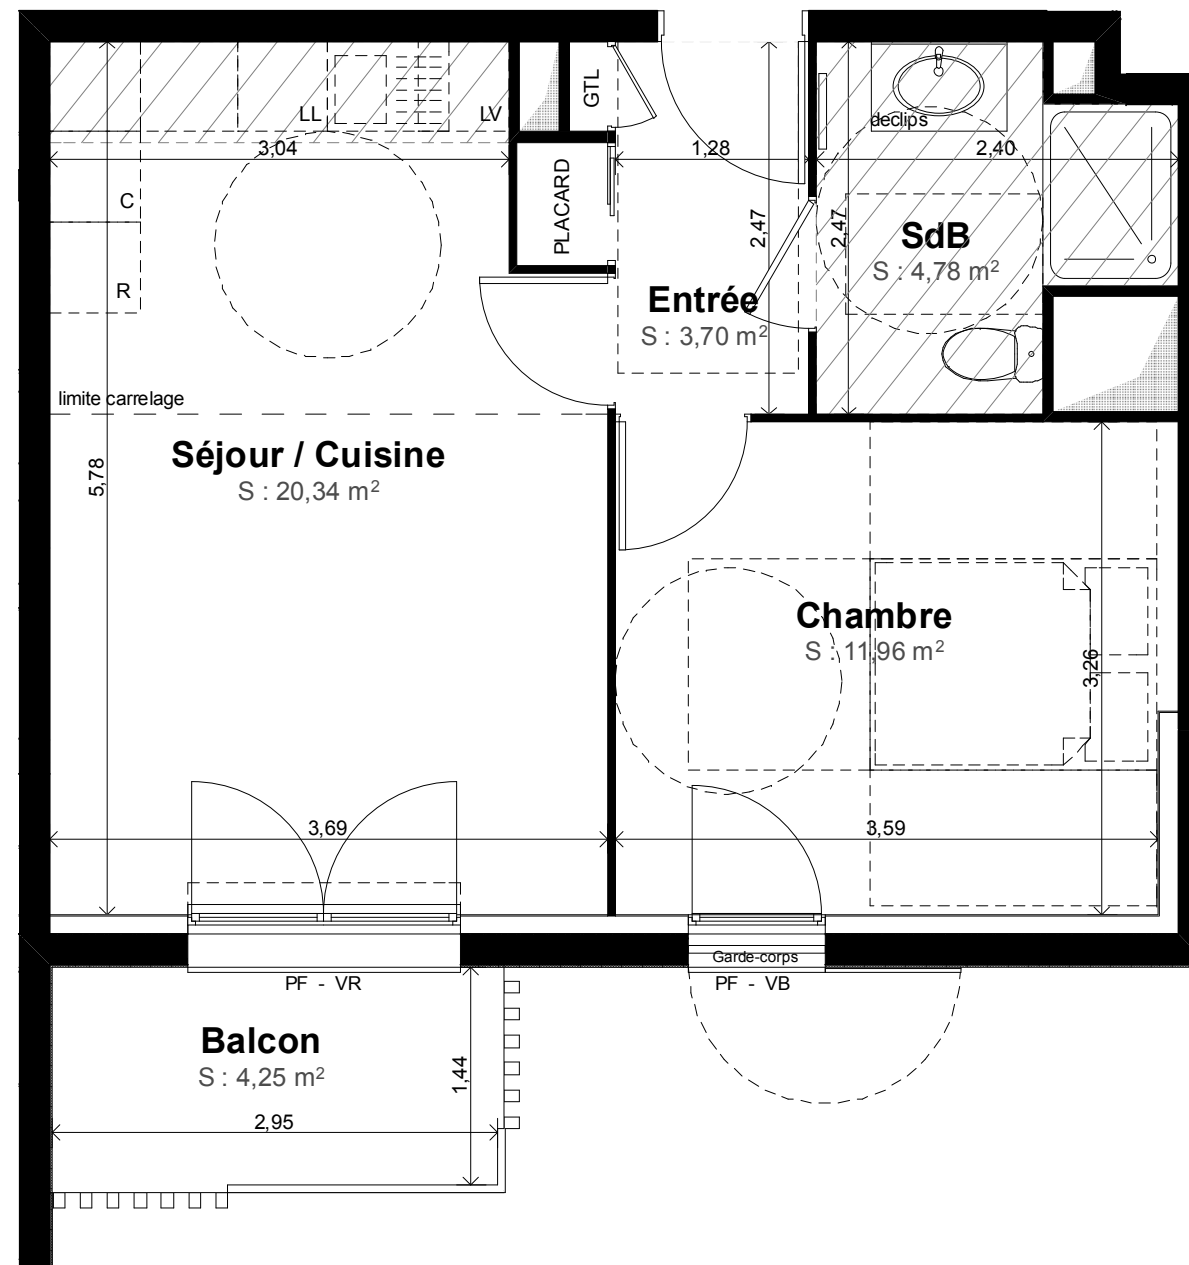 GTL
LL
LV
declips
3,04
1,28
2,40
PLACARD
C
2,47
2,47
SdB
S : 4,78 m²
R
Entrée
S : 3,70 m²
limite carrelage
Séjour / Cuisine
S : 20,34 m²
5,78
Chambre
S : 11,96 m²
3,26
3,69
3,59
Garde-corps
PF - VR
PF - VB
Balcon
S : 4,25 m²
1,44
2,95